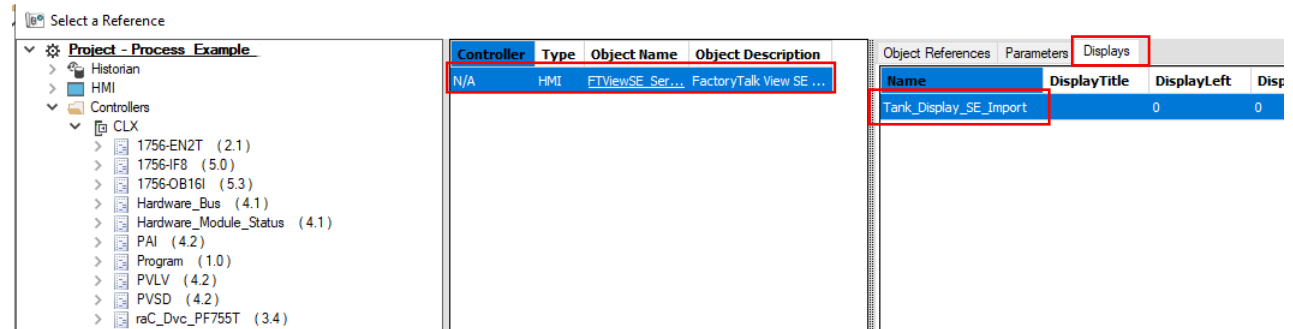 Select a Reference
Project - Process_Example
Historian
HMI
Controllers
CLX
1756-EN2T (2.1)
1756-IF8 (5.0)
1756-OB16I (5.3)
Hardware_Bus (4.1)
Hardware_Module_Status (4.1)
PAI (4.2)
Program (1.0)
PVLV (4.2)
PVSD (4.2)
raC_Dvc_PF755T (3.4)
Controller Type Object Name Object Description
N/A HMI FTViewSE_Ser... FactoryTalk View SE ...
Object References Parameters Displays
Name DisplayTitle DisplayLeft Disp
Tank_Display_SE_Import 0 0